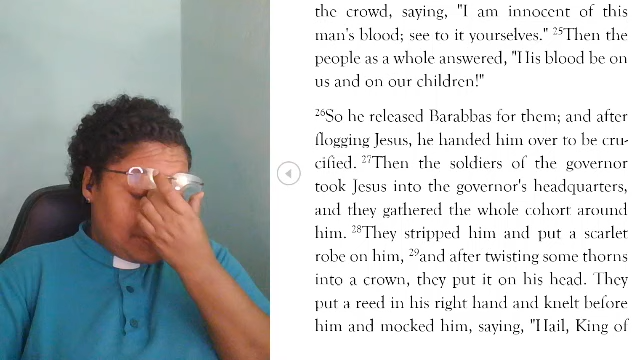 the crowd, saying, "I am innocent of this
man's blood; see to it yourselves." 25Then the
people as a whole answered, "His blood be on
us and on our children!"
26So he released Barabbas for them; and after
flogging Jesus, he handed him over to be cru-
cified. 27Then the soldiers of the governor
took Jesus into the governor's headquarters,
and they gathered the whole cohort around
him. 28They stripped him and put a scarlet
robe on him, 29and after twisting some thorns
into a crown, they put it on his head. They
put a reed in his right hand and knelt before
him and mocked him, saying, "Hail, King of